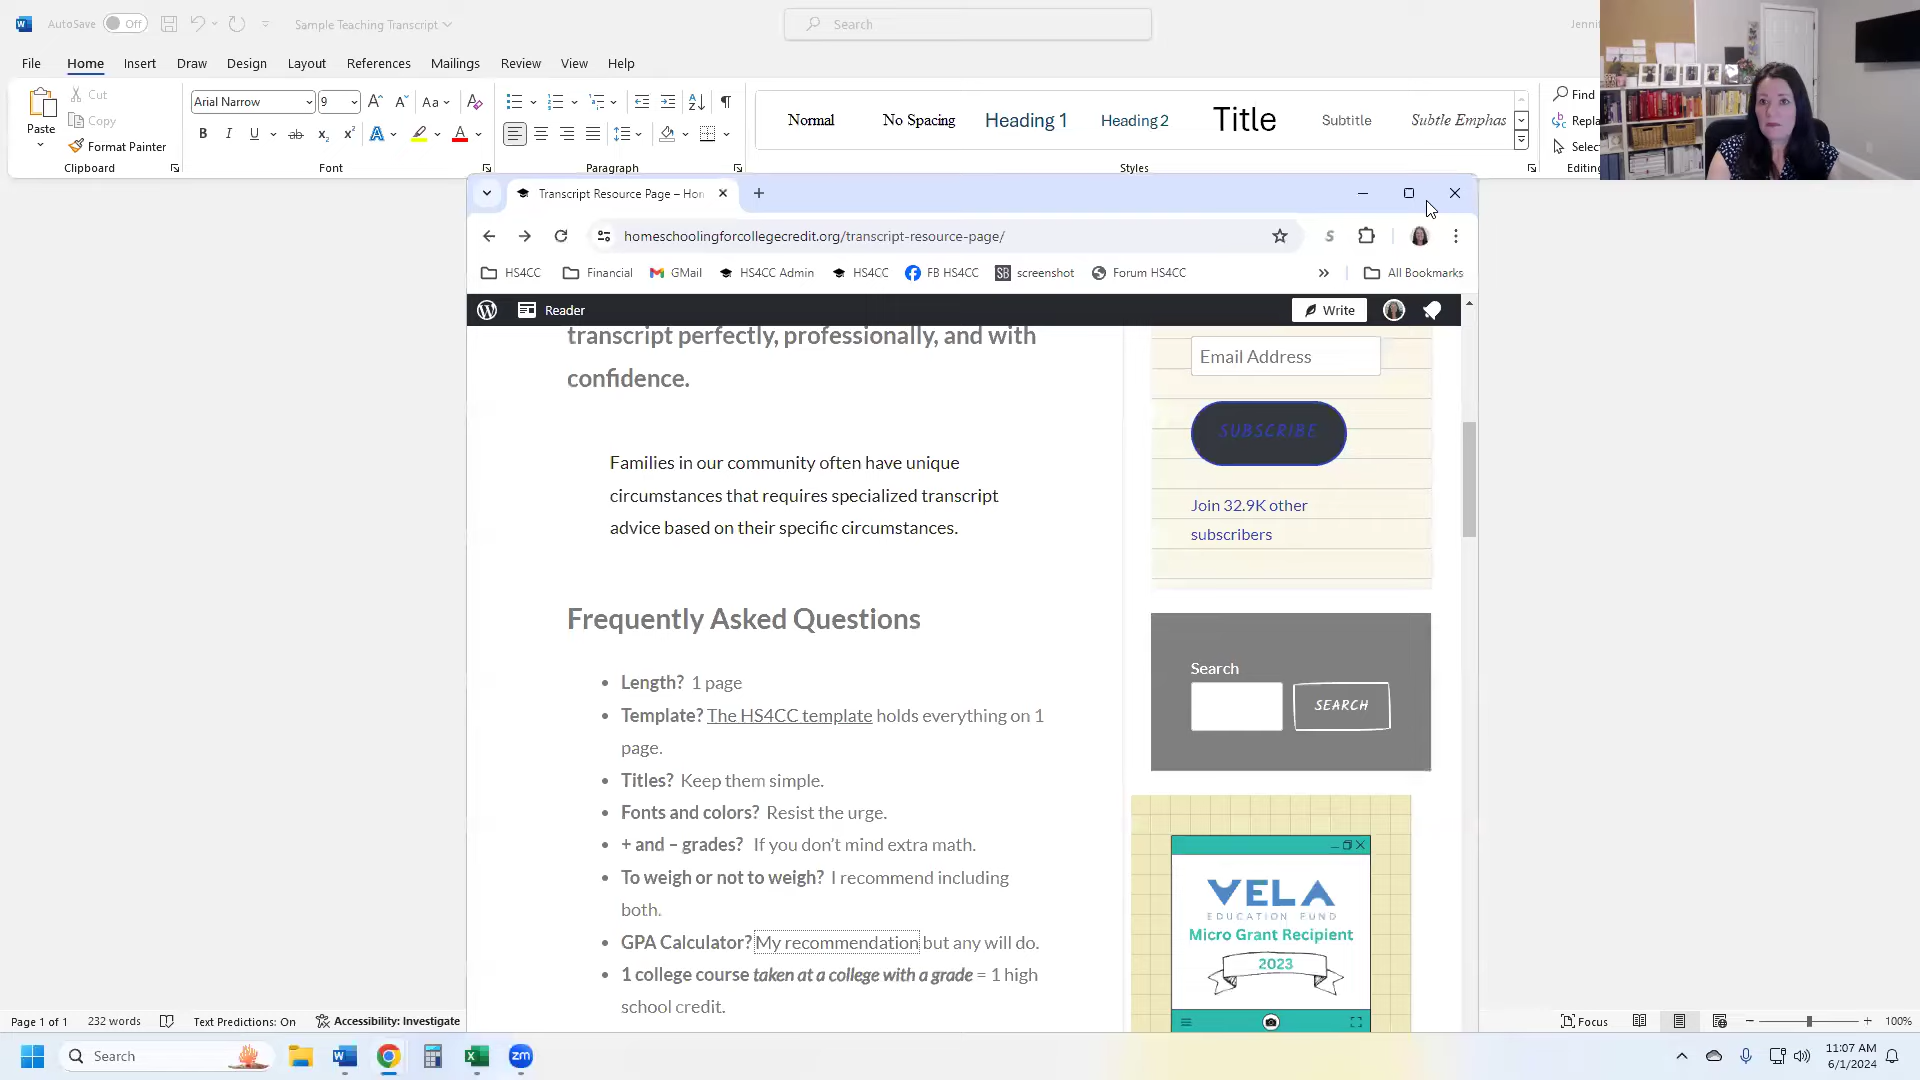 AutoSave Off Sample Teaching Transcript Search Jenni
File Home Insert Draw Design Layout References Mailings Review View Help
Paste Cut Copy Format Painter
Arial Narrow 9 Aa
Normal No Spacing Heading 1 Heading 2 Title Subtitle Subtle Emphas
Find
Repla
Selec
Clipboard Font Paragraph Styles Editing
Transcript Resource Page – Hom
homeschoolingforcollegecredit.org/transcript-resource-page/
HS4CC Financial GMail HS4CC Admin HS4CC FB HS4CC screenshot Forum HS4CC All Bookmarks
Reader Write
transcript perfectly, professionally, and with
confidence.
Families in our community often have unique
circumstances that requires specialized transcript
advice based on their specific circumstances.
Frequently Asked Questions
• Length? 1 page
• Template? The HS4CC template holds everything on 1
page.
• Titles? Keep them simple.
• Fonts and colors? Resist the urge.
• + and – grades? If you don’t mind extra math.
• To weigh or not to weigh? I recommend including
both.
• GPA Calculator? My recommendation but any will do.
• 1 college course taken at a college with a grade = 1 high
school credit.
Email Address
SUBSCRIBE
Join 32.9K other
subscribers
Search
SEARCH
VELA
EDUCATION FUND
Micro Grant Recipient
2023
Page 1 of 1 232 words Text Predictions: On Accessibility: Investigate Focus 100%
Search
11:07 AM
6/1/2024